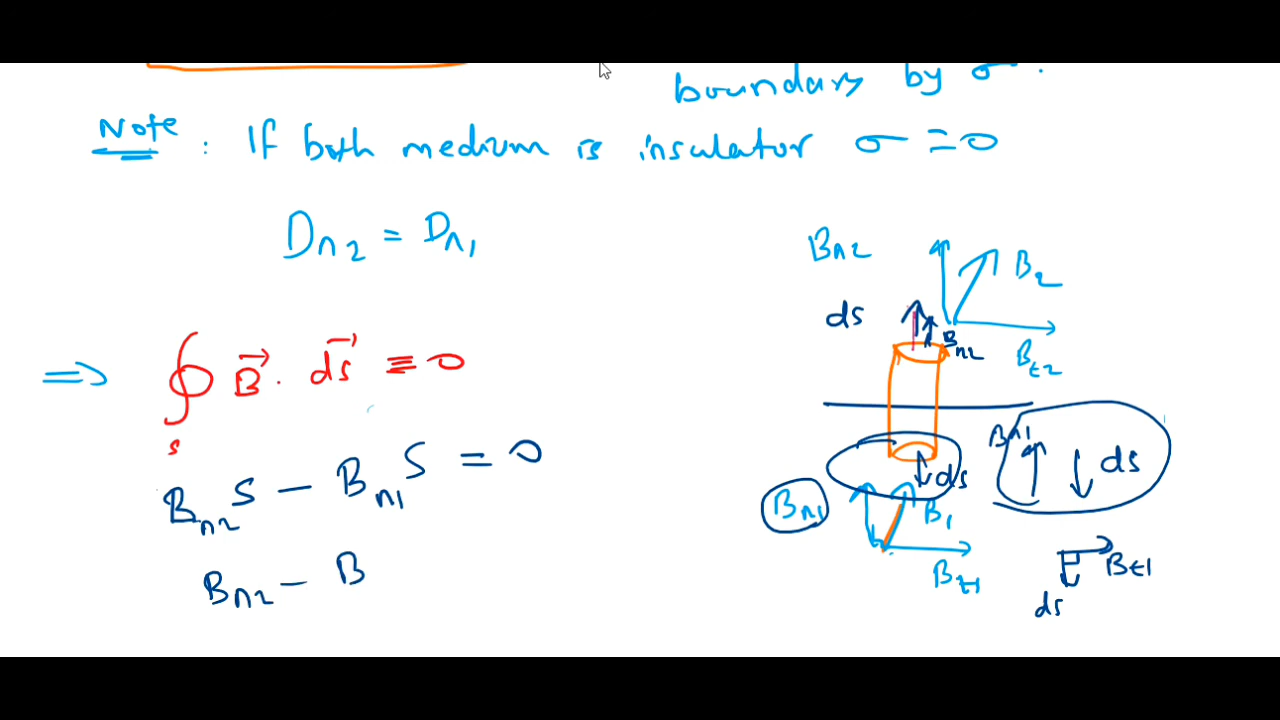 boundary by σ.
Note : If both medium is insulator σ = 0
Dn2 = Dn1
⇒ ∮s B⃗. ds⃗ = 0
Bn2 S − Bn1 S = 0
Bn2 − B
Bn2
B2
ds
Bn2
Bt2
Bn1
ds
ds
Bn1
B1
Bt1
Bt1
ds